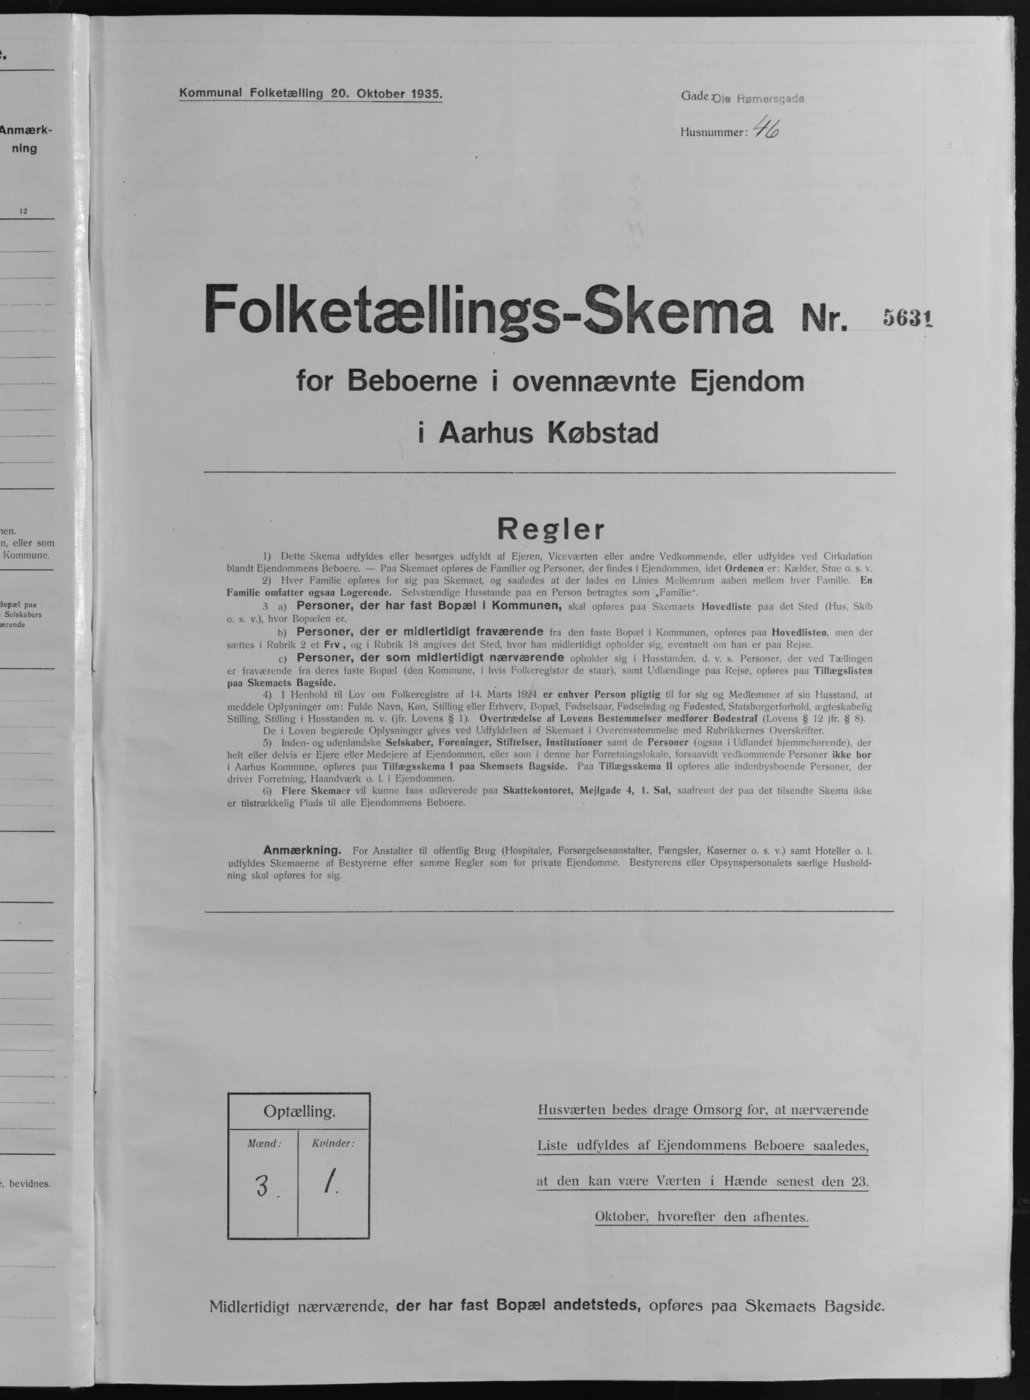 e.
Anmærk-
ning
12
nen.
n, eller som
Kommune.
Bopæl paa
Selskabers
ærende
e, bevidnes.
Kommunal Folketælling 20. Oktober 1935.
Gade: Ole Rømersgade
Husnummer: 46
Folketællings-Skema Nr. 5631
for Beboerne i ovennævnte Ejendom
i Aarhus Købstad
Regler
1) Dette Skema udfyldes eller besørges udfyldt af Ejeren, Viceværten eller andre Vedkommende, eller udfyldes ved Cirkulation
blandt Ejendommens Beboere. — Paa Skemaet opføres de Familier og Personer, der findes i Ejendommen, idet Ordenen er: Kælder, Stue o. s. v.
2) Hver Familie opføres for sig paa Skemaet, og saaledes at der lades en Linies Mellemrum aaben mellem hver Familie. En
Familie omfatter ogsaa Logerende. Selvstændige Husstande paa en Person betragtes som „Familie".
3 a) Personer, der har fast Bopæl i Kommunen, skal opføres paa Skemaets Hovedliste paa det Sted (Hus, Skib
o. s. v.), hvor Bopælen er.
b) Personer, der er midlertidigt fraværende fra den faste Bopæl i Kommunen, opføres paa Hovedlisten, men der
sættes i Rubrik 2 et Frv, og i Rubrik 18 angives det Sted, hvor han midlertidigt opholder sig, eventuelt om han er paa Rejse.
c) Personer, der som midlertidigt nærværende opholder sig i Husstanden, d. v. s. Personer, der ved Tællingen
er fraværende fra deres faste Bopæl (den Kommune, i hvis Folkeregister de staar), samt Udlændinge paa Rejse, opføres paa Tillægslisten
paa Skemaets Bagside.
4) I Henhold til Lov om Folkeregistre af 14. Marts 1924 er enhver Person pligtig til for sig og Medlemmer af sin Husstand, at
meddele Oplysninger om: Fulde Navn, Køn, Stilling eller Erhverv, Bopæl, Fødselsaar, Fødselsdag og Fødested, Statsborgerforhold, ægteskabelig
Stilling, Stilling i Husstanden m. v. (jfr. Lovens § 1). Overtrædelse af Lovens Bestemmelser medfører Bødestraf (Lovens § 12 jfr. § 8).
De i Loven begærede Oplysninger gives ved Udfyldelsen af Skemaet i Overensstemmelse med Rubrikkernes Overskrifter.
5) Inden- og udenlandske Selskaber, Foreninger, Stiftelser, Institutioner samt de Personer (ogsaa i Udlandet hjemmehørende), der
helt eller delvis er Ejere eller Medejere af Ejendommen, eller som i denne har Forretningslokale, forsaavidt vedkommende Personer ikke bor
i Aarhus Kommune, opføres paa Tillægsskema I paa Skemaets Bagside. Paa Tillægsskema II opføres alle indenbysboende Personer, der
driver Forretning, Haandværk o. l. i Ejendommen.
6) Flere Skemaer vil kunne faas udleverede paa Skattekontoret, Mejlgade 4, 1. Sal, saafremt der paa det tilsendte Skema ikke
er tilstrækkelig Plads til alle Ejendommens Beboere.
Anmærkning. For Anstalter til offentlig Brug (Hospitaler, Forsørgelsesanstalter, Fængsler, Kaserner o. s. v.) samt Hoteller o. l.
udfyldes Skemaerne af Bestyrerne efter samme Regler som for private Ejendomme. Bestyrerens eller Opsynspersonalets særlige Hushold-
ning skal opføres for sig.
Optælling.
Mænd: Kvinder:
3. 1.
Husværten bedes drage Omsorg for, at nærværende
Liste udfyldes af Ejendommens Beboere saaledes,
at den kan være Værten i Hænde senest den 23.
Oktober, hvorefter den afhentes.
Midlertidigt nærværende, der har fast Bopæl andetsteds, opføres paa Skemaets Bagside.